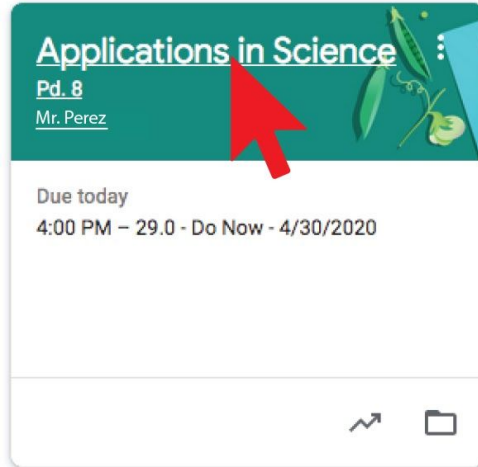 Applications in Science
Pd. 8
Mr. Perez
Due today
4:00 PM – 29.0 - Do Now - 4/30/2020